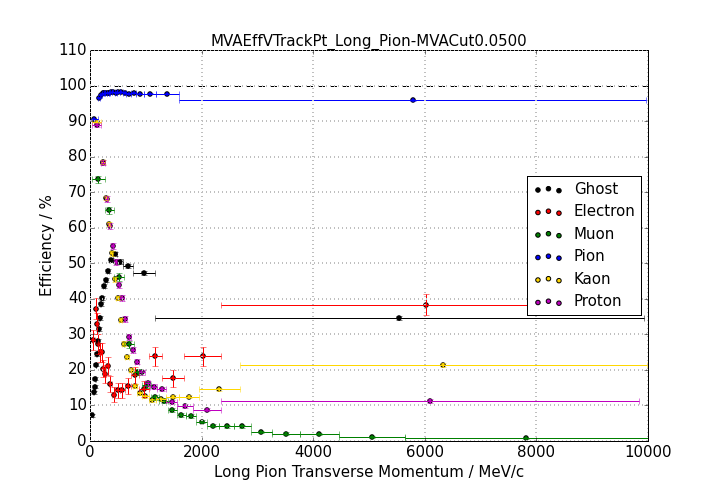 MVAEffVTrackPt_Long_Pion-MVACut0.0500
110
100
90
80
70
60
50
40
30
20
10
0
Efficiency / %
Ghost
Electron
Muon
Pion
Kaon
Proton
0 2000 4000 6000 8000 10000
Long Pion Transverse Momentum / MeV/c